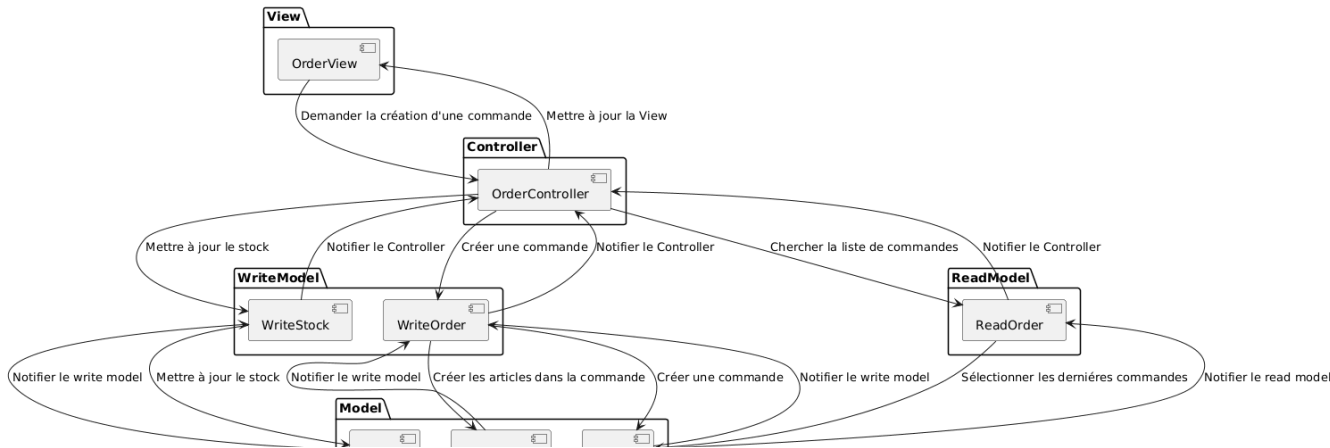 View
OrderView
Demander la création d'une commande
Mettre à jour la View
Controller
OrderController
Mettre à jour le stock
Notifier le Controller
Créer une commande
Notifier le Controller
Chercher la liste de commandes
Notifier le Controller
WriteModel
ReadModel
WriteStock
WriteOrder
ReadOrder
Notifier le write model
Mettre à jour le stock
Notifier le write model
Créer les articles dans la commande
Créer une commande
Notifier le write model
Sélectionner les derniéres commandes
Notifier le read model
Model